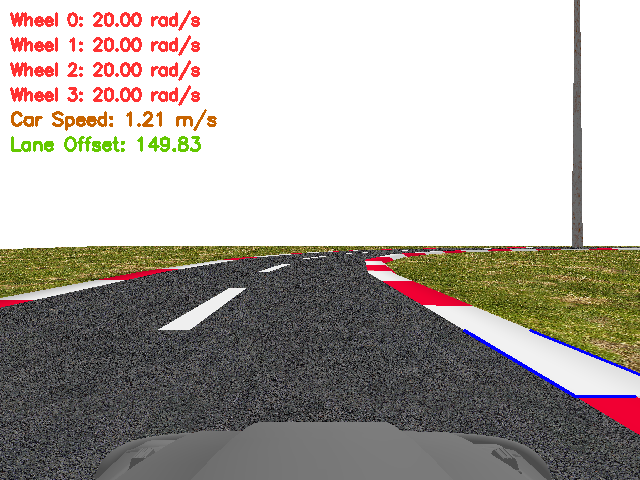 Wheel 0: 20.00 rad/s
Wheel 1: 20.00 rad/s
Wheel 2: 20.00 rad/s
Wheel 3: 20.00 rad/s
Car Speed: 1.21 m/s
Lane Offset: 149.83